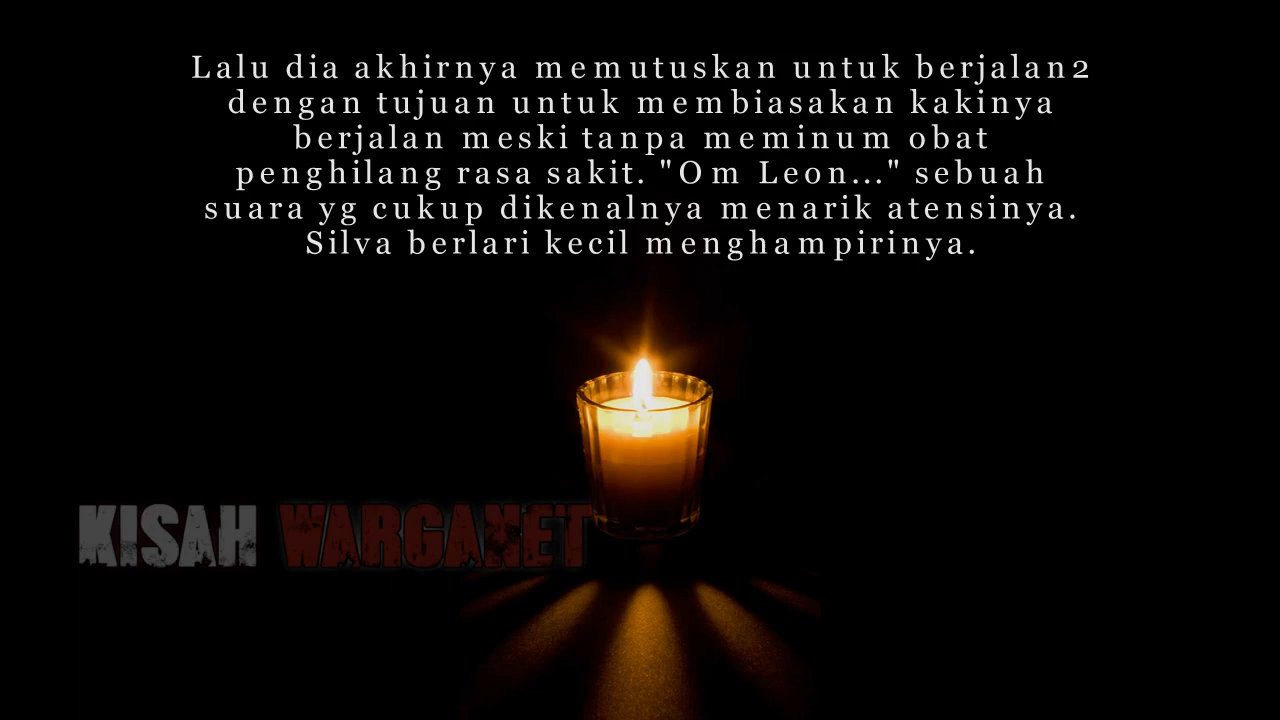 Lalu dia akhirnya memutuskan untuk berjalan2
dengan tujuan untuk membiasakan kakinya
berjalan meski tanpa meminum obat
penghilang rasa sakit. "Om Leon..." sebuah
suara yg cukup dikenalnya menarik atensinya.
Silva berlari kecil menghampirinya.
KISAH WARGANET